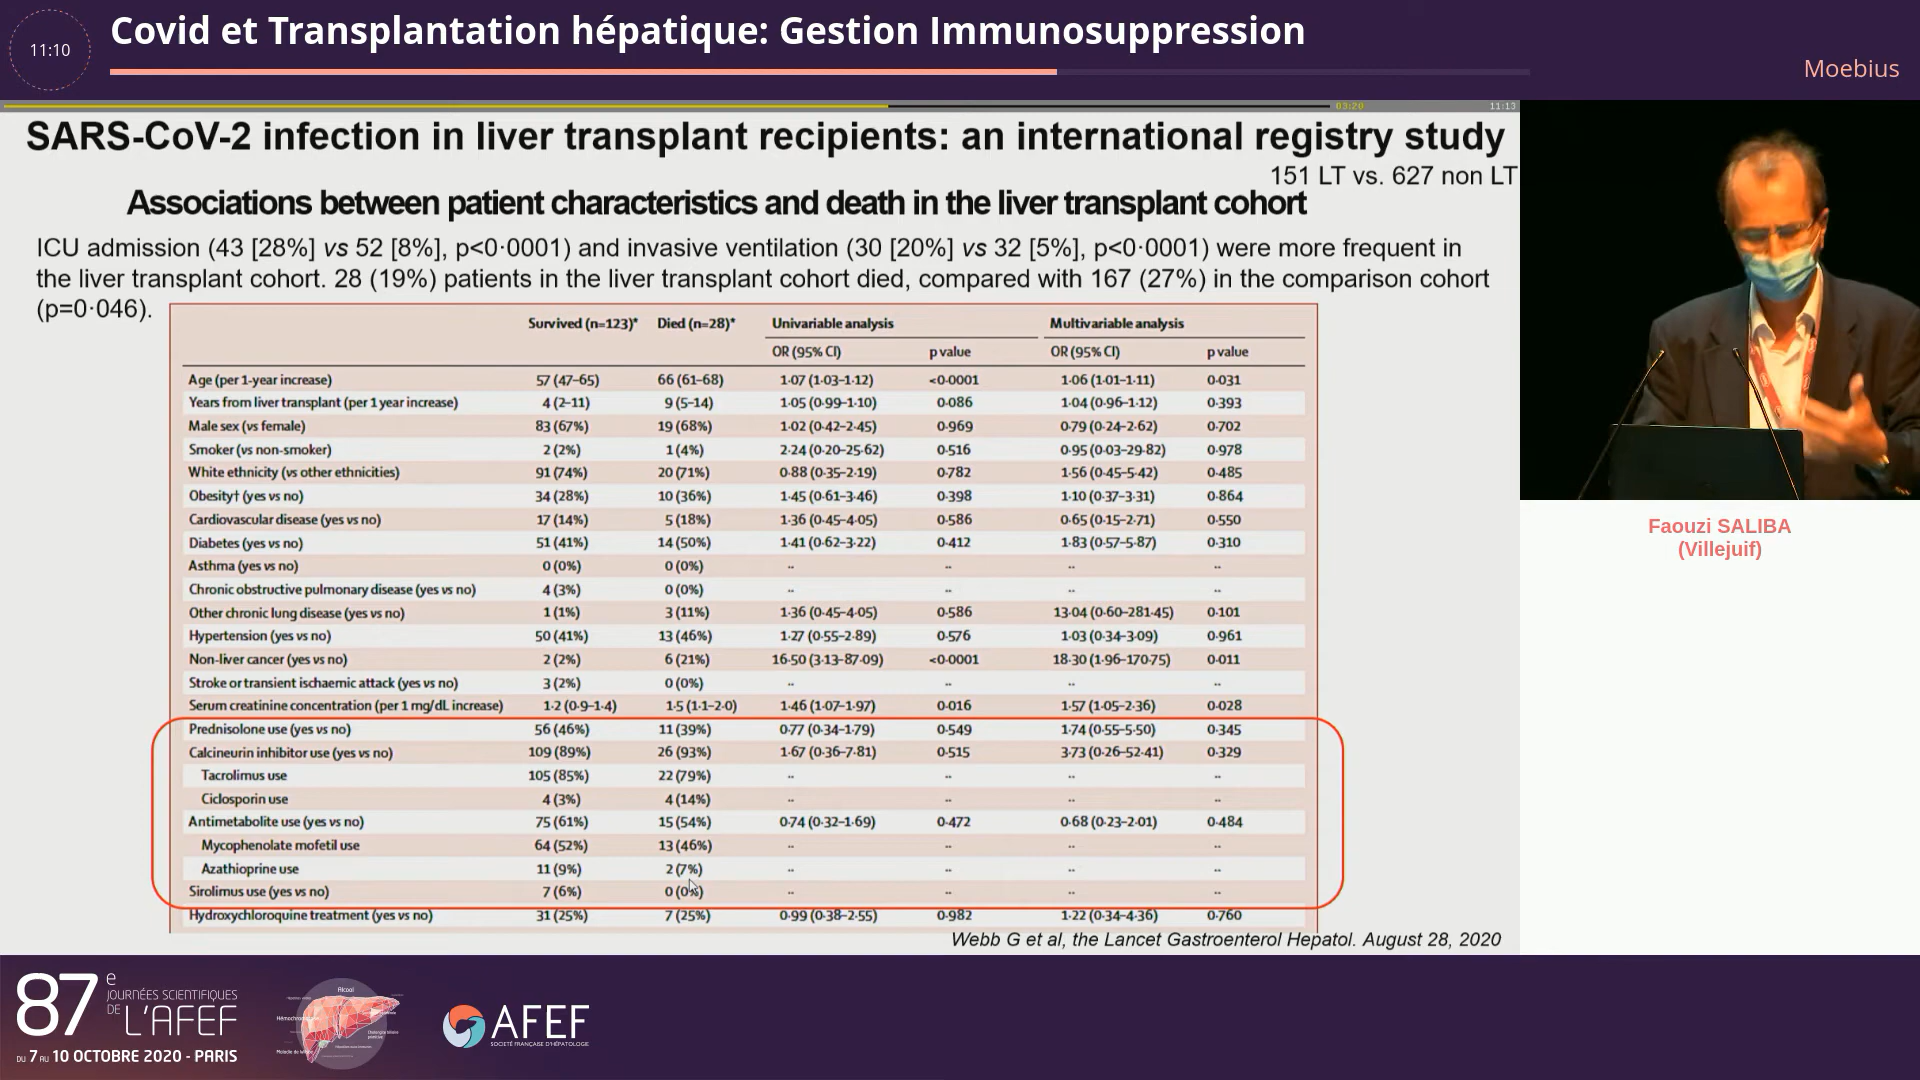 11:10
Covid et Transplantation hépatique: Gestion Immunosuppression
Moebius
03:20
11:13
SARS-CoV-2 infection in liver transplant recipients: an international registry study
151 LT vs. 627 non LT
Associations between patient characteristics and death in the liver transplant cohort
ICU admission (43 [28%] vs 52 [8%], p<0·0001) and invasive ventilation (30 [20%] vs 32 [5%], p<0·0001) were more frequent in
the liver transplant cohort. 28 (19%) patients in the liver transplant cohort died, compared with 167 (27%) in the comparison cohort
(p=0·046).
Survived (n=123)* Died (n=28)* Univariable analysis Multivariable analysis
OR (95% CI) p value OR (95% CI) p value
Age (per 1-year increase) 57 (47–65) 66 (61–68) 1·07 (1·03–1·12) <0·0001 1·06 (1·01–1·11) 0·031
Years from liver transplant (per 1 year increase) 4 (2–11) 9 (5–14) 1·05 (0·99–1·10) 0·086 1·04 (0·96–1·12) 0·393
Male sex (vs female) 83 (67%) 19 (68%) 1·02 (0·42–2·45) 0·969 0·79 (0·24–2·62) 0·702
Smoker (vs non-smoker) 2 (2%) 1 (4%) 2·24 (0·20–25·62) 0·516 0·95 (0·03–29·82) 0·978
White ethnicity (vs other ethnicities) 91 (74%) 20 (71%) 0·88 (0·35–2·19) 0·782 1·56 (0·45–5·42) 0·485
Obesity† (yes vs no) 34 (28%) 10 (36%) 1·45 (0·61–3·46) 0·398 1·10 (0·37–3·31) 0·864
Cardiovascular disease (yes vs no) 17 (14%) 5 (18%) 1·36 (0·45–4·05) 0·586 0·65 (0·15–2·71) 0·550
Diabetes (yes vs no) 51 (41%) 14 (50%) 1·41 (0·62–3·22) 0·412 1·83 (0·57–5·87) 0·310
Asthma (yes vs no) 0 (0%) 0 (0%) ·· ·· ·· ··
Chronic obstructive pulmonary disease (yes vs no) 4 (3%) 0 (0%) ·· ·· ·· ··
Other chronic lung disease (yes vs no) 1 (1%) 3 (11%) 1·36 (0·45–4·05) 0·586 13·04 (0·60–281·45) 0·101
Hypertension (yes vs no) 50 (41%) 13 (46%) 1·27 (0·55–2·89) 0·576 1·03 (0·34–3·09) 0·961
Non-liver cancer (yes vs no) 2 (2%) 6 (21%) 16·50 (3·13–87·09) <0·0001 18·30 (1·96–170·75) 0·011
Stroke or transient ischaemic attack (yes vs no) 3 (2%) 0 (0%) ·· ·· ·· ··
Serum creatinine concentration (per 1 mg/dL increase) 1·2 (0·9–1·4) 1·5 (1·1–2·0) 1·46 (1·07–1·97) 0·016 1·57 (1·05–2·36) 0·028
Prednisolone use (yes vs no) 56 (46%) 11 (39%) 0·77 (0·34–1·79) 0·549 1·74 (0·55–5·50) 0·345
Calcineurin inhibitor use (yes vs no) 109 (89%) 26 (93%) 1·67 (0·36–7·81) 0·515 3·73 (0·26–52·41) 0·329
Tacrolimus use 105 (85%) 22 (79%) ·· ·· ·· ··
Ciclosporin use 4 (3%) 4 (14%) ·· ·· ·· ··
Antimetabolite use (yes vs no) 75 (61%) 15 (54%) 0·74 (0·32–1·69) 0·472 0·68 (0·23–2·01) 0·484
Mycophenolate mofetil use 64 (52%) 13 (46%) ·· ·· ·· ··
Azathioprine use 11 (9%) 2 (7%) ·· ·· ·· ··
Sirolimus use (yes vs no) 7 (6%) 0 (0%) ·· ·· ·· ··
Hydroxychloroquine treatment (yes vs no) 31 (25%) 7 (25%) 0·99 (0·38–2·55) 0·982 1·22 (0·34–4·36) 0·760
Webb G et al, the Lancet Gastroenterol Hepatol. August 28, 2020
Faouzi SALIBA
(Villejuif)
87e JOURNÉES SCIENTIFIQUES
DE L'AFEF
DU 7 AU 10 OCTOBRE 2020 - PARIS
Alcool
AFEF
SOCIÉTÉ FRANÇAISE D'HÉPATOLOGIE